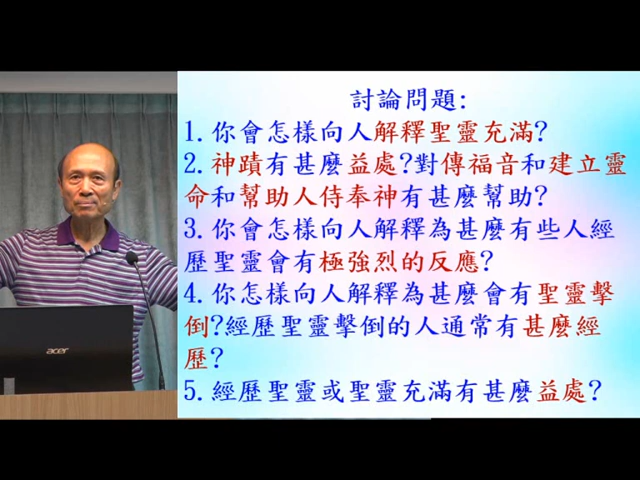 討論問題:
1.你會怎樣向人解釋聖靈充滿?
2.神蹟有甚麼益處?對傳福音和建立靈
命和幫助人侍奉神有甚麼幫助?
3.你會怎樣向人解釋為甚麼有些人經
歷聖靈會有極強烈的反應?
4.你怎樣向人解釋為甚麼會有聖靈擊
倒?經歷聖靈擊倒的人通常有甚麼經
歷?
5.經歷聖靈或聖靈充滿有甚麼益處?
acer